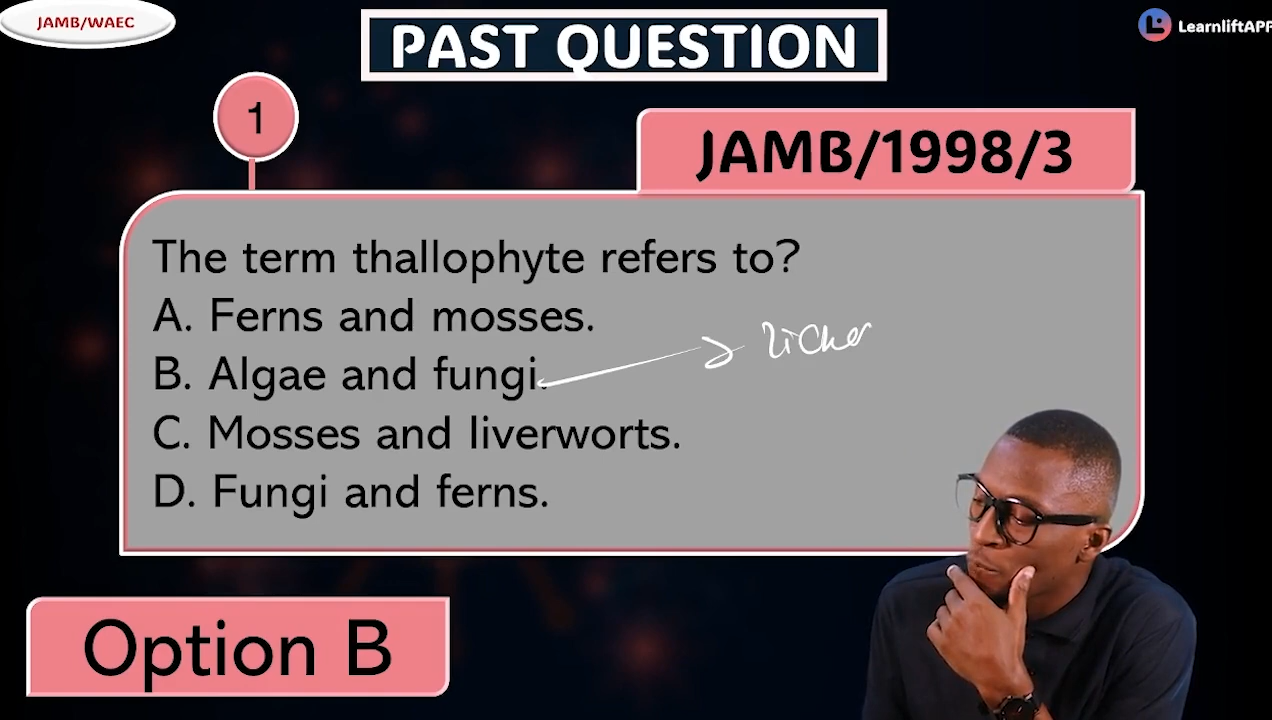 JAMB/WAEC
PAST QUESTION
LearnliftAPP
1
JAMB/1998/3
The term thallophyte refers to?
A. Ferns and mosses.
B. Algae and fungi.
C. Mosses and liverworts.
D. Fungi and ferns.
Option B